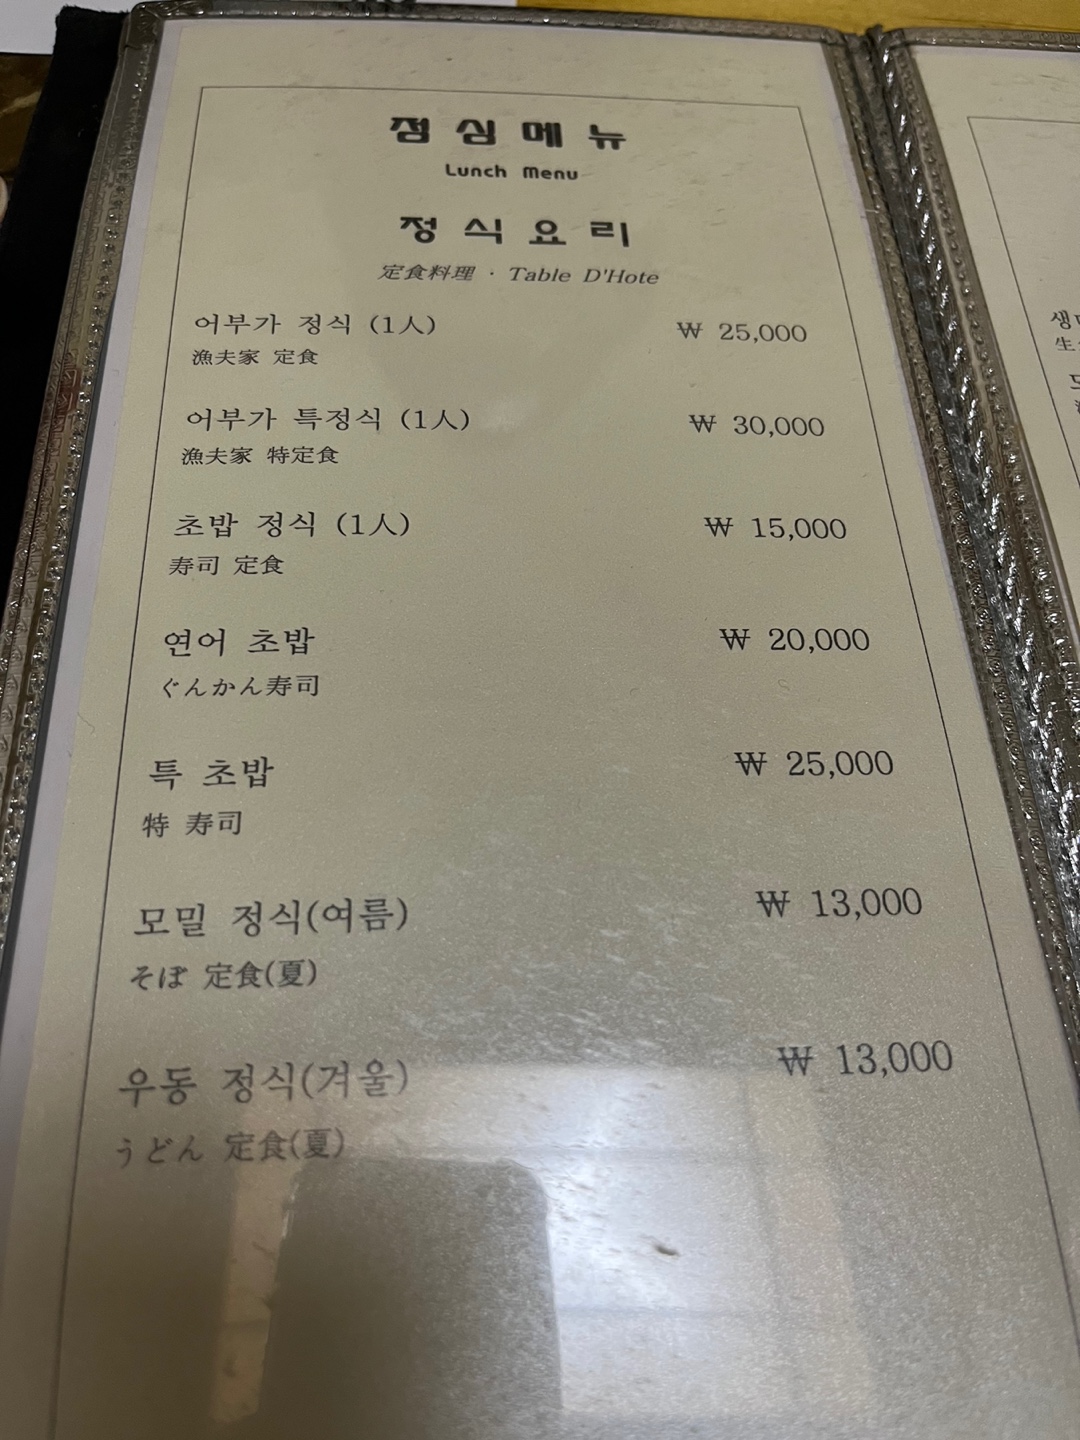 점심메뉴
Lunch Menu
정식요리
定食料理 · Table D'Hote
어부가 정식 (1人) ₩ 25,000
漁夫家 定食
어부가 특정식 (1人) ₩ 30,000
漁夫家 特定食
초밥 정식 (1人) ₩ 15,000
寿司 定食
연어 초밥 ₩ 20,000
ぐんかん寿司
특 초밥 ₩ 25,000
特 寿司
모밀 정식(여름) ₩ 13,000
そぼ 定食(夏)
우동 정식(겨울) ₩ 13,000
うどん 定食(夏)
생
生